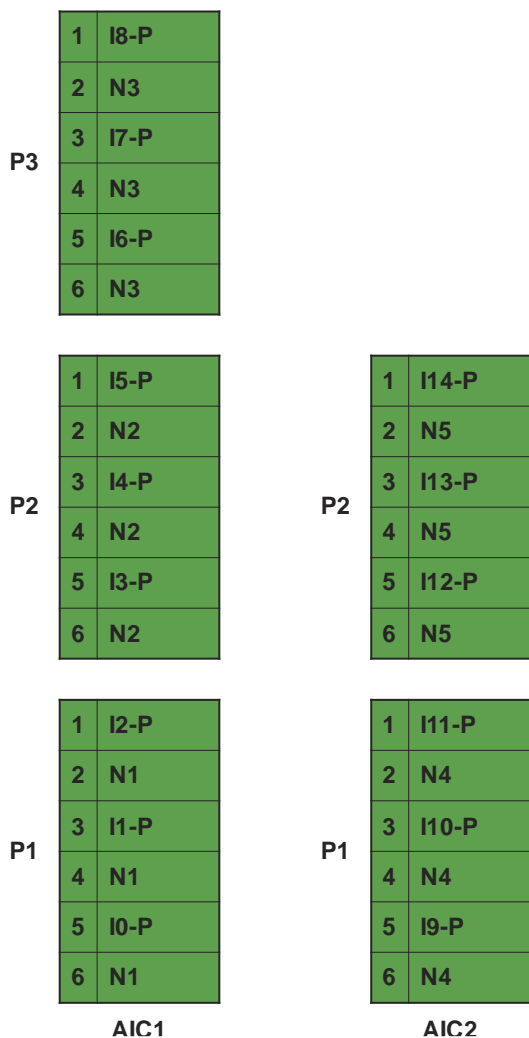 P3
1 I8-P
2 N3
3 I7-P
4 N3
5 I6-P
6 N3
P2
1 I5-P
2 N2
3 I4-P
4 N2
5 I3-P
6 N2
P2
1 I14-P
2 N5
3 I13-P
4 N5
5 I12-P
6 N5
P1
1 I2-P
2 N1
3 I1-P
4 N1
5 I0-P
6 N1
P1
1 I11-P
2 N4
3 I10-P
4 N4
5 I9-P
6 N4
AIC1
AIC2